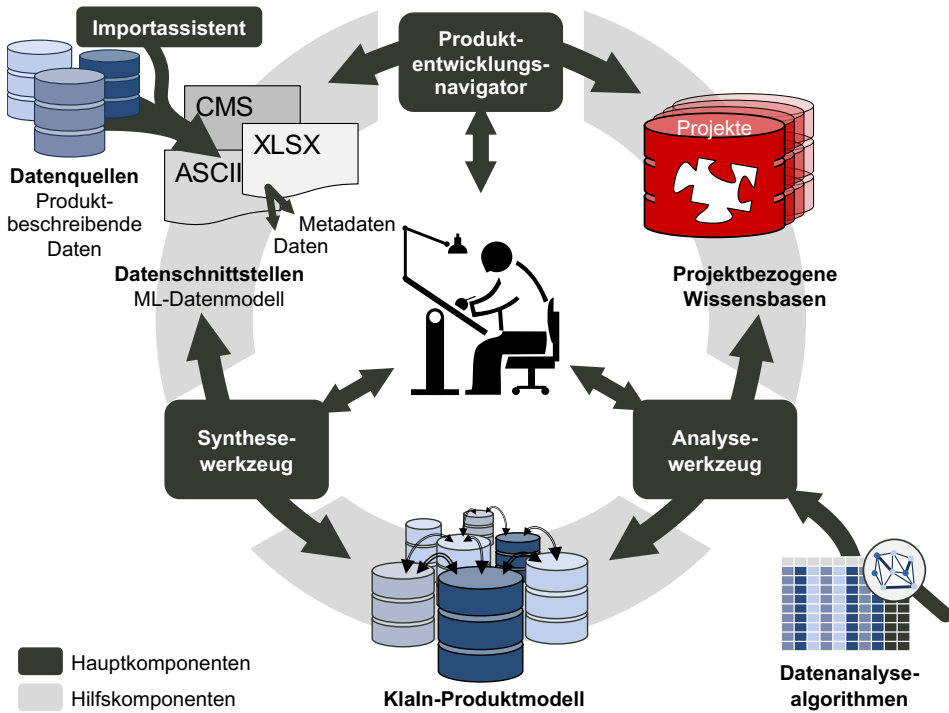 Importassistent
Produkt-
entwicklungs-
navigator
CMS
XLSX
ASCII
Projekte
Datenquellen
Produkt-
beschreibende
Daten
Metadaten
Daten
Datenschnittstellen
ML-Datenmodell
Projektbezogene
Wissensbasen
Synthese-
werkzeug
Analyse-
werkzeug
Hauptkomponenten
Hilfskomponenten
KlaIn-Produktmodell
Datenanalyse-
algorithmen